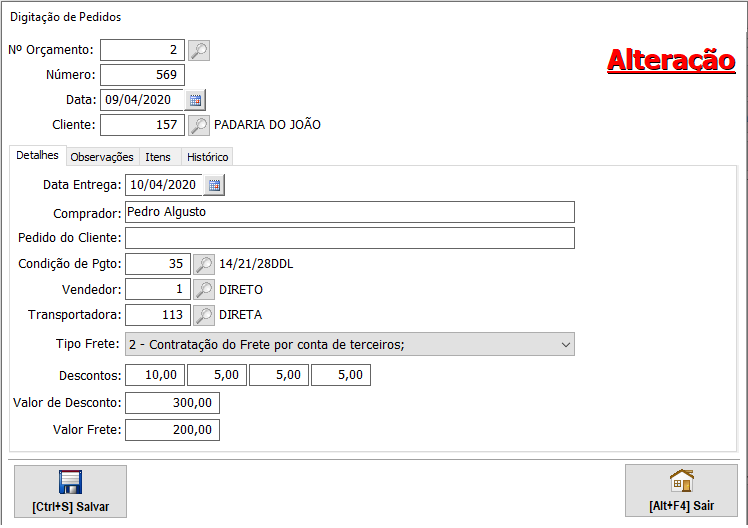 Digitação de Pedidos
Nº Orçamento: 2
Alteração
Número: 569
Data: 09/04/2020
Cliente: 157 PADARIA DO JOÃO
Detalhes Observações Itens Histórico
Data Entrega: 10/04/2020
Comprador: Pedro Algusto
Pedido do Cliente:
Condição de Pgto: 35 14/21/28DDL
Vendedor: 1 DIRETO
Transportadora: 113 DIRETA
Tipo Frete: 2 - Contratação do Frete por conta de terceiros;
Descontos: 10,00 5,00 5,00 5,00
Valor de Desconto: 300,00
Valor Frete: 200,00
[Ctrl+S] Salvar [Alt+F4] Sair